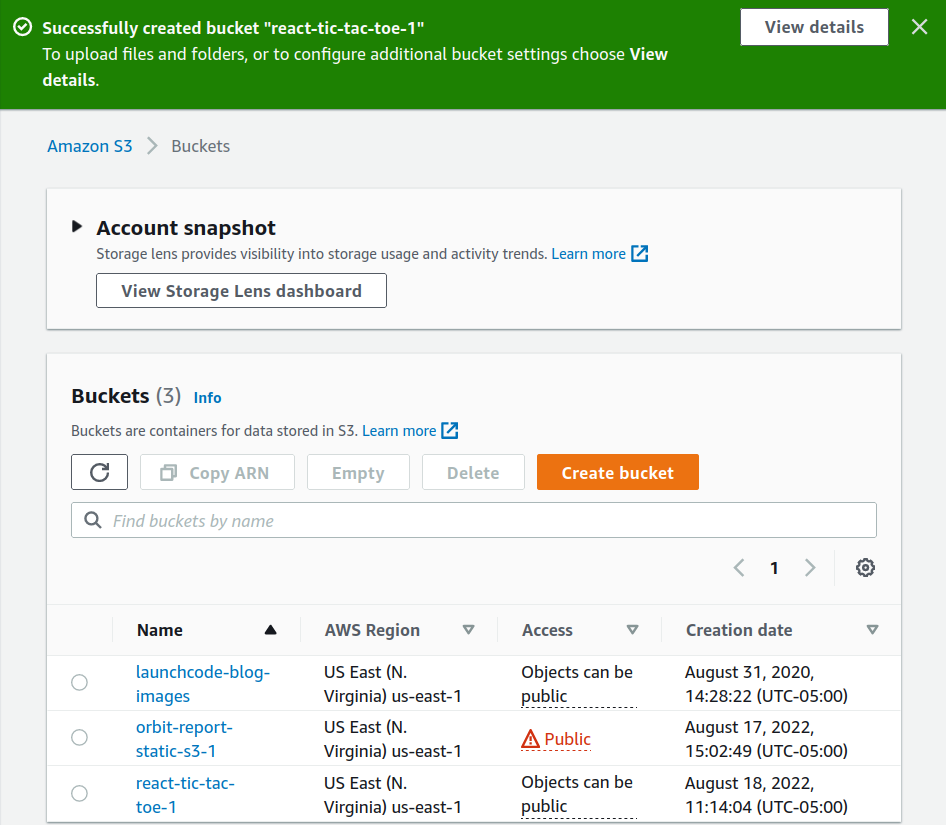 Successfully created bucket "react-tic-tac-toe-1"
To upload files and folders, or to configure additional bucket settings choose View
details.
View details
Amazon S3
Buckets
Account snapshot
Storage lens provides visibility into storage usage and activity trends. Learn more
View Storage Lens dashboard
Buckets (3) Info
Buckets are containers for data stored in S3. Learn more
Copy ARN
Empty
Delete
Create bucket
Find buckets by name
1
Name
AWS Region
Access
Creation date
launchcode-blog-
images
US East (N.
Virginia) us-east-1
Objects can be
public
August 31, 2020,
14:28:22 (UTC-05:00)
orbit-report-
static-s3-1
US East (N.
Virginia) us-east-1
Public
August 17, 2022,
15:02:49 (UTC-05:00)
react-tic-tac-
toe-1
US East (N.
Virginia) us-east-1
Objects can be
public
August 18, 2022,
11:14:04 (UTC-05:00)